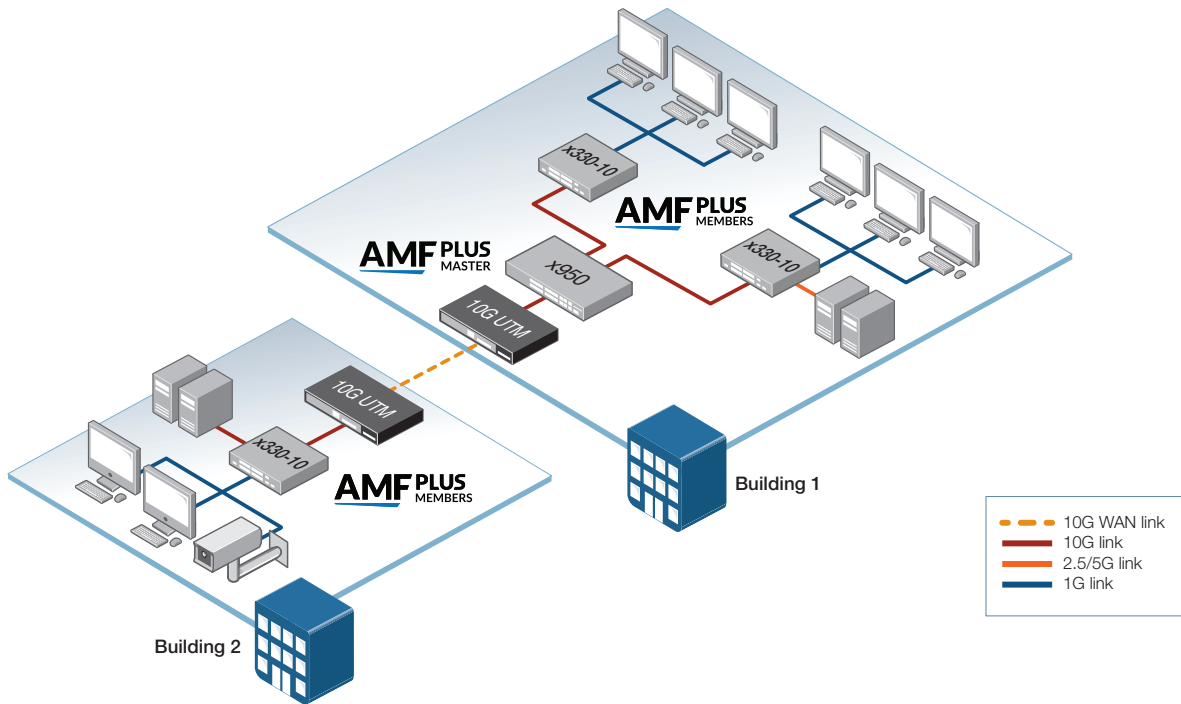 x330-10
AMF PLUS
MEMBERS
x330-10
AMF PLUS
MASTER
x950
10G UTM
10G UTM
x330-10
AMF PLUS
MEMBERS
Building 1
Building 2
10G WAN link
10G link
2.5/5G link
1G link